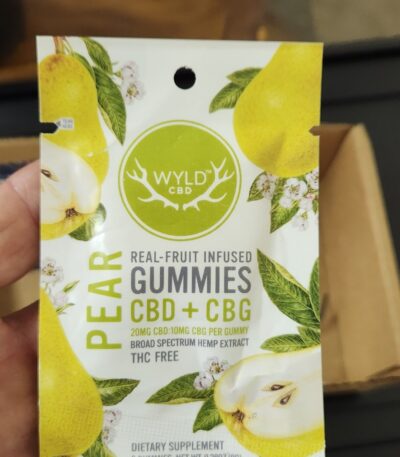 WYLD™
CBD
PEAR
REAL-FRUIT INFUSED
GUMMIES
CBD + CBG
20MG CBD:10MG CBG PER GUMMY
BROAD SPECTRUM HEMP EXTRACT
THC FREE
DIETARY SUPPLEMENT